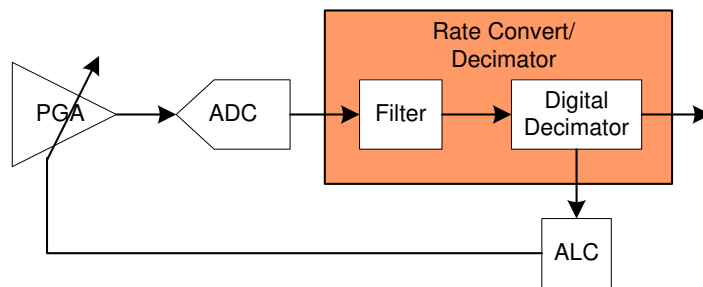 Rate Convert/
Decimator
PGA
ADC
Filter
Digital
Decimator
ALC